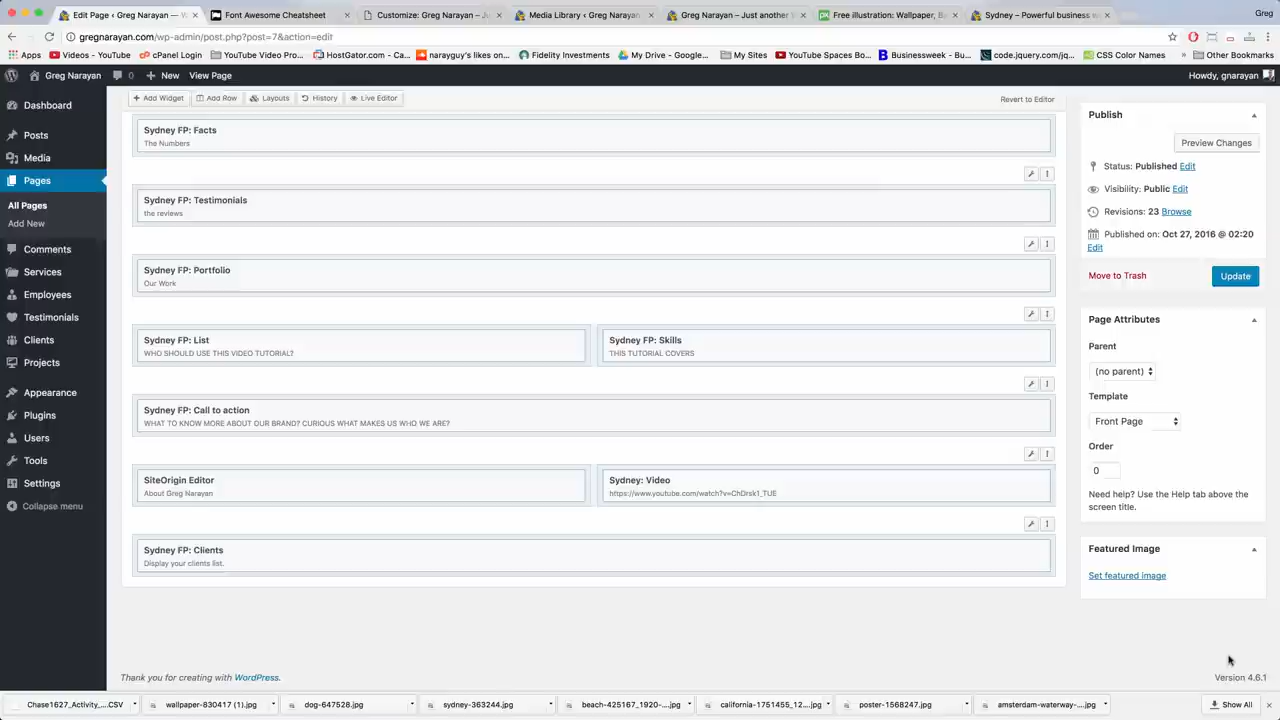 Edit Page ‹ Greg Narayan —
Font Awesome Cheatsheet
Customize: Greg Narayan – Ju
Media Library ‹ Greg Narayan
Greg Narayan – Just another
Free illustration: Wallpaper, B
Sydney – Powerful business w
Greg
gregnarayan.com/wp-admin/post.php?post=7&action=edit
Apps
Videos - YouTube
cPanel Login
YouTube Video Pro...
HostGator.com - Ca...
narayguy's likes on...
Fidelity Investments
My Drive - Google...
My Sites
YouTube Spaces Bo...
Businessweek - Bu...
code.jquery.com/jq...
CSS Color Names
Other Bookmarks
Greg Narayan
0
New
View Page
Howdy, gnarayan
Dashboard
Posts
Media
Pages
All Pages
Add New
Comments
Services
Employees
Testimonials
Clients
Projects
Appearance
Plugins
Users
Tools
Settings
Collapse menu
Add Widget
Add Row
Layouts
History
Live Editor
Revert to Editor
Sydney FP: Facts
The Numbers
Sydney FP: Testimonials
the reviews
Sydney FP: Portfolio
Our Work
Sydney FP: List
WHO SHOULD USE THIS VIDEO TUTORIAL?
Sydney FP: Skills
THIS TUTORIAL COVERS
Sydney FP: Call to action
WHAT TO KNOW MORE ABOUT OUR BRAND? CURIOUS WHAT MAKES US WHO WE ARE?
SiteOrigin Editor
About Greg Narayan
Sydney: Video
https://www.youtube.com/watch?v=ChDrsk1_TUE
Sydney FP: Clients
Display your clients list.
Publish
Preview Changes
Status: Published Edit
Visibility: Public Edit
Revisions: 23 Browse
Published on: Oct 27, 2016 @ 02:20
Edit
Move to Trash
Update
Page Attributes
Parent
(no parent)
Template
Front Page
Order
0
Need help? Use the Help tab above the
screen title.
Featured Image
Set featured image
Thank you for creating with WordPress.
Version 4.6.1
Chase1627_Activity_....CSV
wallpaper-830417 (1).jpg
dog-647528.jpg
sydney-363244.jpg
beach-425167_1920-...jpg
california-1751455_12....jpg
poster-1568247.jpg
amsterdam-waterway-....jpg
Show All